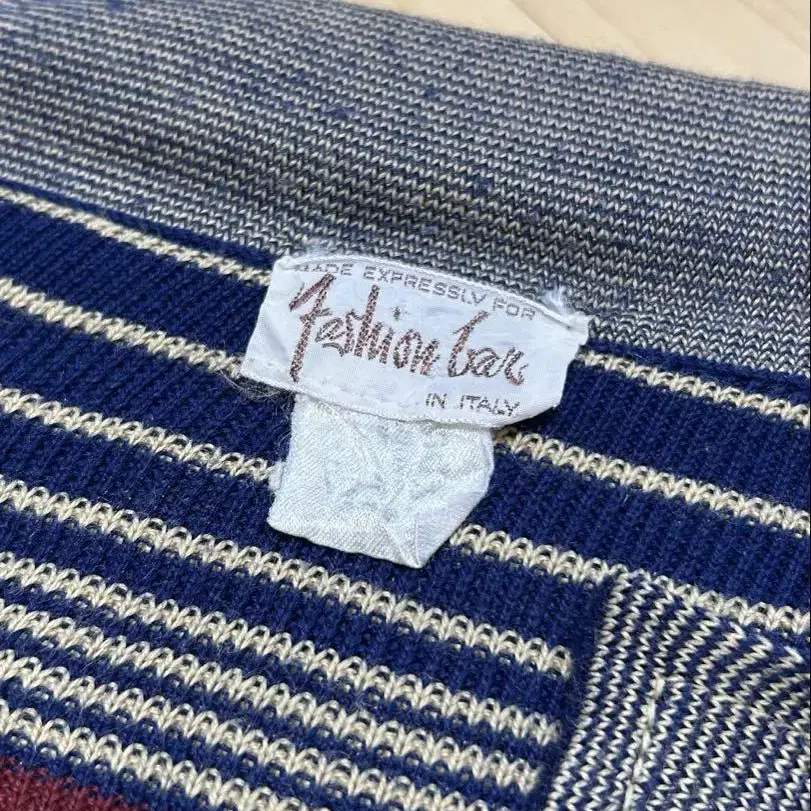 MADE EXPRESSLY FOR
Fashion bar
IN ITALY